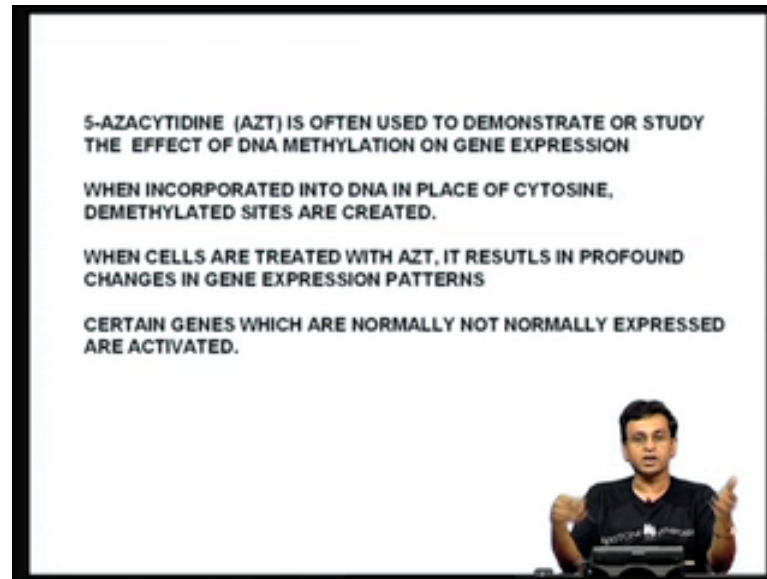 5-AZACYTIDINE (AZT) IS OFTEN USED TO DEMONSTRATE OR STUDY
THE EFFECT OF DNA METHYLATION ON GENE EXPRESSION
WHEN INCORPORATED INTO DNA IN PLACE OF CYTOSINE,
DEMETHYLATED SITES ARE CREATED.
WHEN CELLS ARE TREATED WITH AZT, IT RESUTLS IN PROFOUND
CHANGES IN GENE EXPRESSION PATTERNS
CERTAIN GENES WHICH ARE NORMALLY NOT NORMALLY EXPRESSED
ARE ACTIVATED.